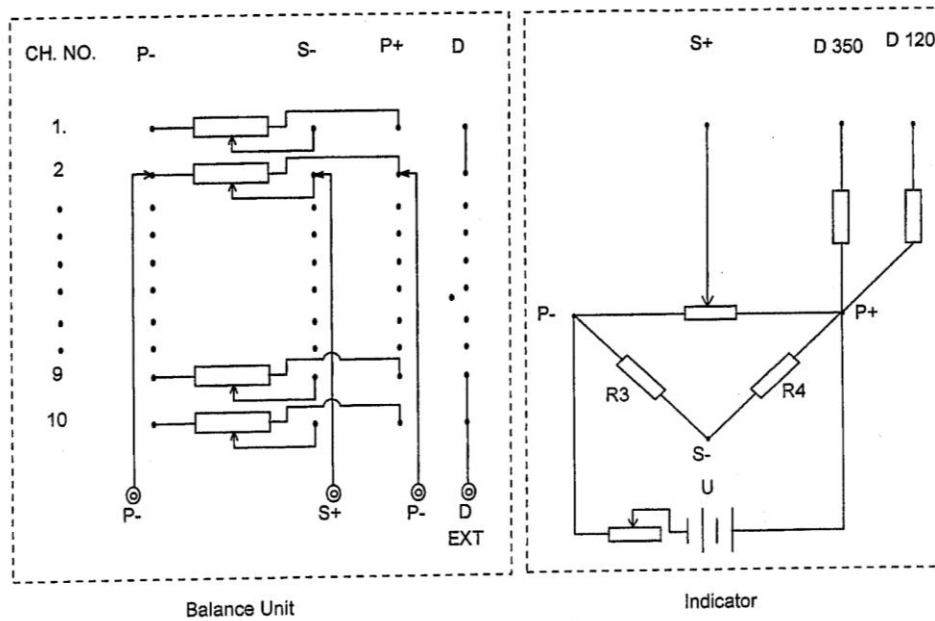 CH. NO. P- S- P+ D
1.
2
9
10
P- S+ P- D
EXT
Balance Unit
S+ D 350 D 120
P- P+
R3 R4
S-
U
Indicator